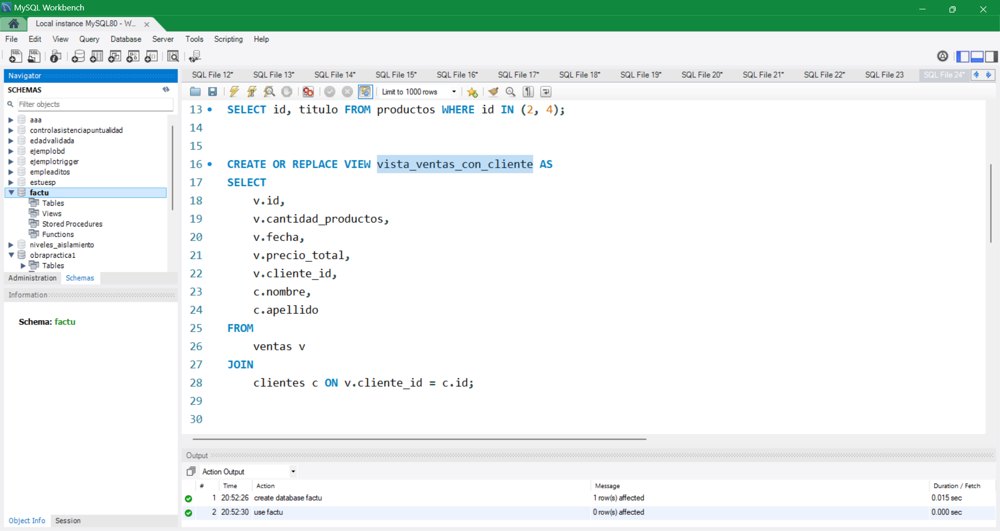 MySQL Workbench
Local instance MySQL80 - W...
File Edit View Query Database Server Tools Scripting Help
Navigator
SCHEMAS
Filter objects
aaa
controlasistenciapuntualidad
edadvalidada
ejemplobd
ejemplotrigger
empleaditos
estuesp
factu
Tables
Views
Stored Procedures
Functions
niveles_aislamiento
obrapractica1
Tables
Administration Schemas
Information
Schema: factu
Object Info Session
SQL File 12* SQL File 13* SQL File 14* SQL File 15* SQL File 16* SQL File 17* SQL File 18* SQL File 19* SQL File 20* SQL File 21* SQL File 22* SQL File 23 SQL File 24*
Limit to 1000 rows
13 SELECT id, titulo FROM productos WHERE id IN (2, 4);
14
15
16 CREATE OR REPLACE VIEW vista_ventas_con_cliente AS
17 SELECT
18 v.id,
19 v.cantidad_productos,
20 v.fecha,
21 v.precio_total,
22 v.cliente_id,
23 c.nombre,
24 c.apellido
25 FROM
26 ventas v
27 JOIN
28 clientes c ON v.cliente_id = c.id;
29
30
Output
Action Output
# Time Action Message Duration / Fetch
1 20:52:26 create database factu 1 row(s) affected 0.015 sec
2 20:52:30 use factu 0 row(s) affected 0.000 sec